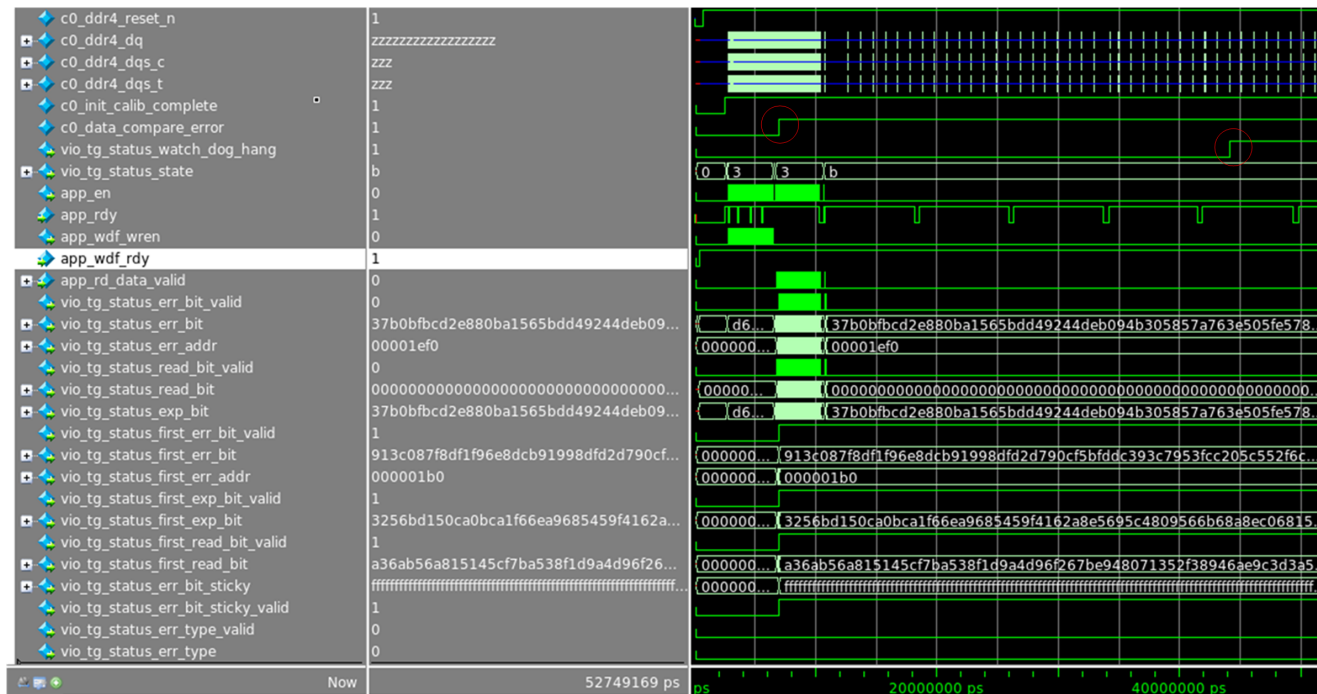 c0_ddr4_reset_n 1
c0_ddr4_dq zzzzzzzzzzzzzzzzzz
c0_ddr4_dqs_c zzz
c0_ddr4_dqs_t zzz
c0_init_calib_complete 1
c0_data_compare_error 1
vio_tg_status_watch_dog_hang 1
vio_tg_status_state b 0 3 3 b
app_en 0
app_rdy 1
app_wdf_wren 0
app_wdf_rdy 1
app_rd_data_valid 0
vio_tg_status_err_bit_valid 0
vio_tg_status_err_bit 37b0bfbcd2e880ba1565bdd49244deb09... d6... 37b0bfbcd2e880ba1565bdd49244deb094b305857a763e505fe578...
vio_tg_status_err_addr 00001ef0 000000... 00001ef0
vio_tg_status_read_bit_valid 0
vio_tg_status_read_bit 000000000000000000000000000000000... 00000... 000000000000000000000000000000000000000000000000000000...
vio_tg_status_exp_bit 37b0bfbcd2e880ba1565bdd49244deb09... d6... 37b0bfbcd2e880ba1565bdd49244deb094b305857a763e505fe578...
vio_tg_status_first_err_bit_valid 1
vio_tg_status_first_err_bit 913c087f8df1f96e8dcb91998dfd2d790cf... 000000... 913c087f8df1f96e8dcb91998dfd2d790cf5bfddc393c7953fcc205c552f6c...
vio_tg_status_first_err_addr 000001b0 000000... 000001b0
vio_tg_status_first_exp_bit_valid 1
vio_tg_status_first_exp_bit 3256bd150ca0bca1f66ea9685459f4162a... 000000... 3256bd150ca0bca1f66ea9685459f4162a8e5695c4809566b68a8ec06815...
vio_tg_status_first_read_bit_valid 1
vio_tg_status_first_read_bit a36ab56a815145cf7ba538f1d9a4d96f26... 000000... a36ab56a815145cf7ba538f1d9a4d96f267be948071352f38946ae9c3d3a5...
vio_tg_status_err_bit_sticky ffffffffffffffffffffffffffffffffffffffffffffffffffffffffffff... 000000... ffffffffffffffffffffffffffffffffffffffffffffffffffffffffffffffffffffffffffffffffffffff...
vio_tg_status_err_bit_sticky_valid 1
vio_tg_status_err_type_valid 0
vio_tg_status_err_type 0
Now 52749169 ps ps 20000000 ps 40000000 ps